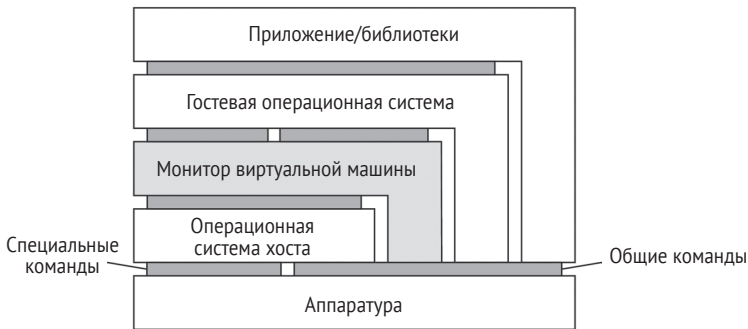 Приложение/библиотеки
Гостевая операционная система
Монитор виртуальной машины
Операционная
система хоста
Специальные
команды
Общие команды
Аппаратура